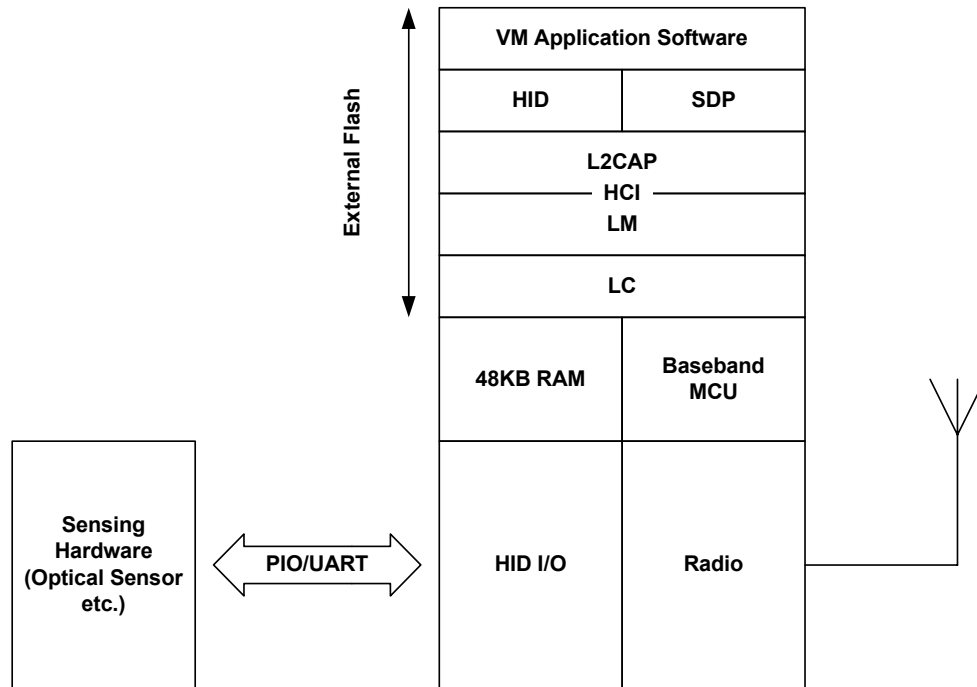 VM Application Software
External Flash
HID
SDP
L2CAP
HCI
LM
LC
48KB RAM
Baseband
MCU
Sensing
Hardware
(Optical Sensor
etc.)
PIO/UART
HID I/O
Radio